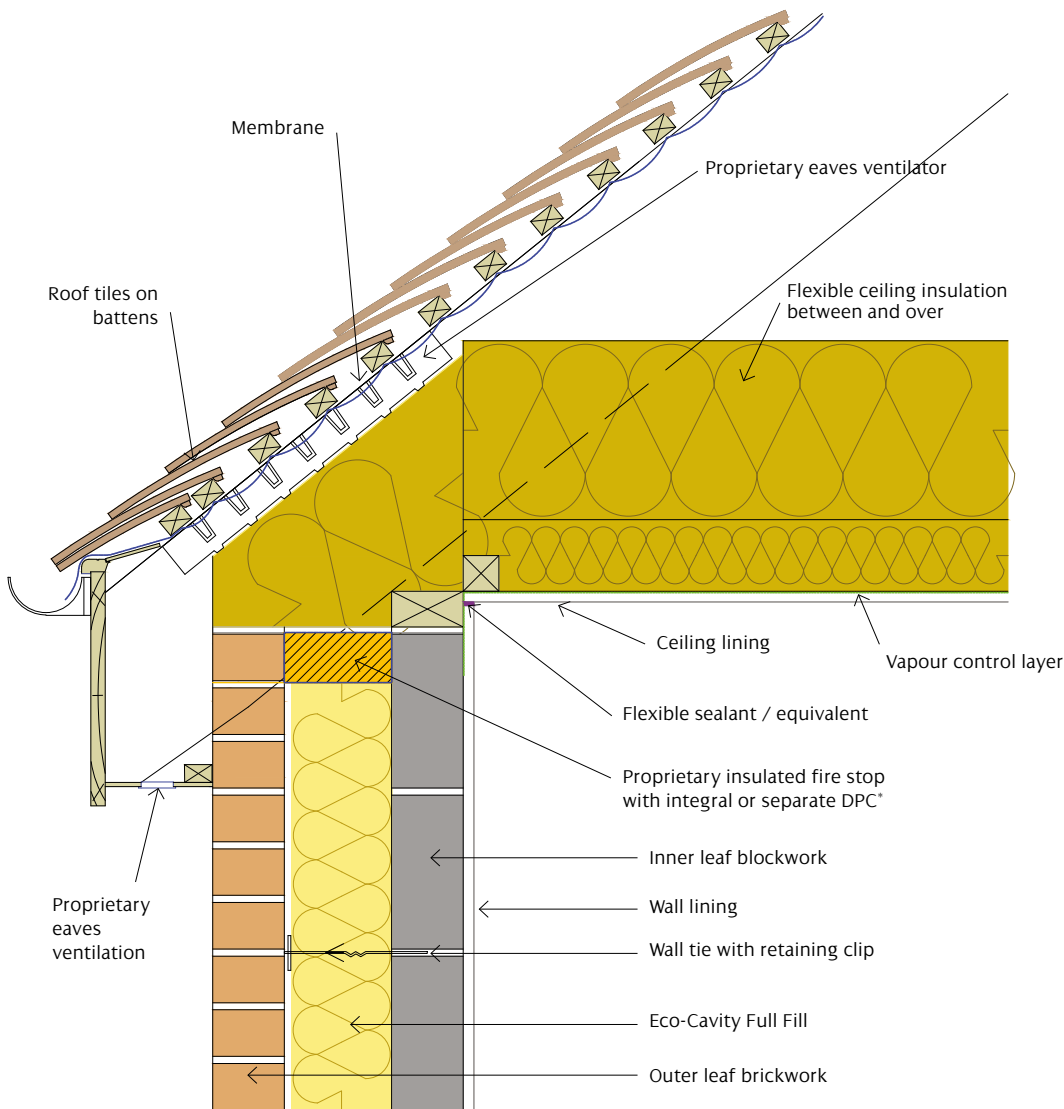 Membrane
Proprietary eaves ventilator
Roof tiles on
battens
Flexible ceiling insulation
between and over
Ceiling lining
Vapour control layer
Flexible sealant / equivalent
Proprietary insulated fire stop
with integral or separate DPC*
Inner leaf blockwork
Proprietary
eaves
ventilation
Wall lining
Wall tie with retaining clip
Eco-Cavity Full Fill
Outer leaf brickwork